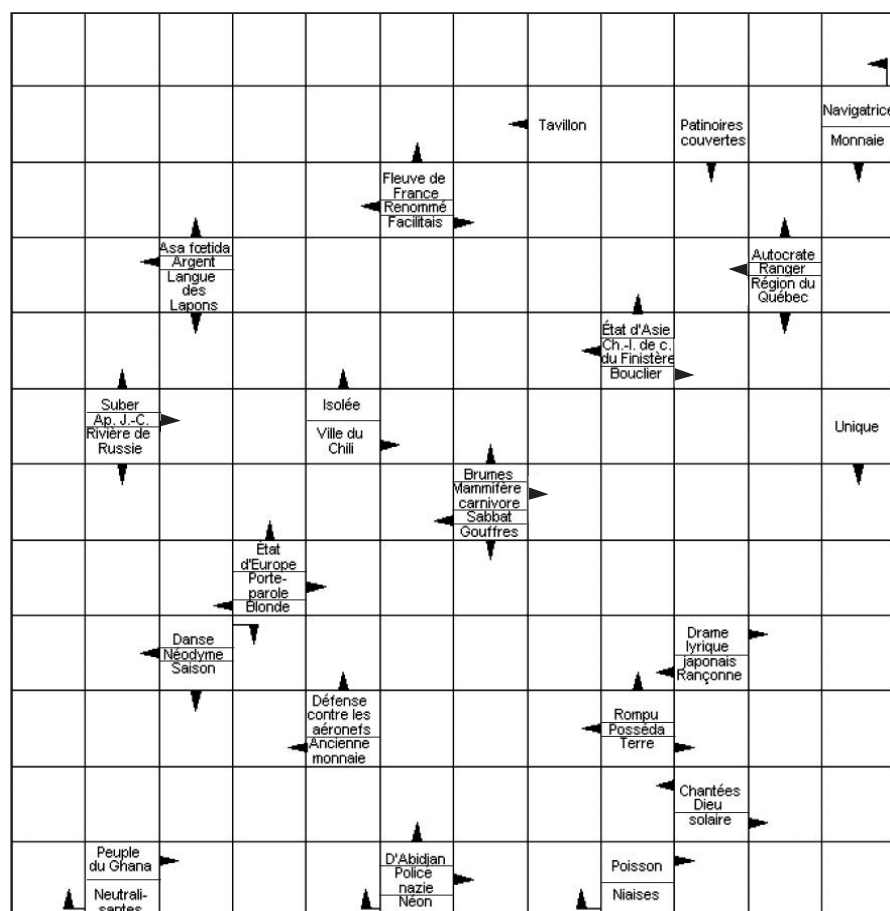 Tavillon
Patinoires
couvertes
Navigatrice
Monnaie
Fleuve de
France
Renommé
Facilitais
Asa fœtida
Argent
Langue
des
Lapons
Autocrate
Ranger
Région du
Québec
État d'Asie
Ch.-l. de c.
du Finistère
Bouclier
Suber
Ap. J.-C.
Rivière de
Russie
Isolée
Ville du
Chili
Unique
Brumes
Mammifère
carnivore
Sabbat
Gouffres
État
d'Europe
Porte-
parole
Blonde
Danse
Néodyme
Saison
Drame
lyrique
japonais
Rançonne
Défense
contre les
aéronefs
Ancienne
monnaie
Rompu
Posséda
Terre
Chantées
Dieu
solaire
Peuple
du Ghana
Neutrali-
santes
D'Abidjan
Police
nazie
Néon
Poisson
Niaises